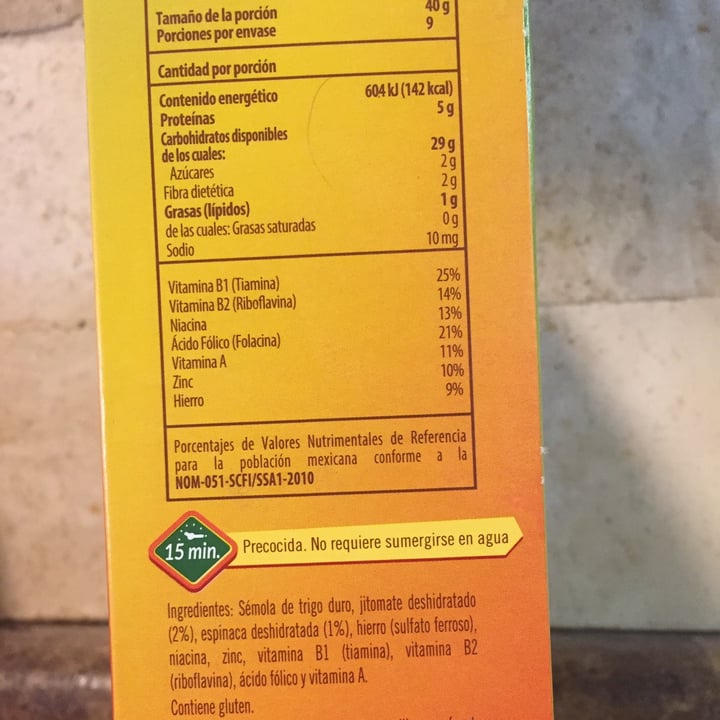 Tamaño de la porción 40 g
Porciones por envase 9
Cantidad por porción
Contenido energético 604 kJ (142 kcal)
Proteínas 5 g
Carbohidratos disponibles 29 g
de los cuales:
Azúcares 2 g
Fibra dietética 2 g
Grasas (lípidos) 1 g
de las cuales: Grasas saturadas 0 g
Sodio 10 mg
Vitamina B1 (Tiamina) 25%
Vitamina B2 (Riboflavina) 14%
Niacina 13%
Ácido Fólico (Folacina) 21%
Vitamina A 11%
Zinc 10%
Hierro 9%
Porcentajes de Valores Nutrimentales de Referencia
para la población mexicana conforme a la
NOM-051-SCFI/SSA1-2010
15 min. Precocida. No requiere sumergirse en agua
Ingredientes: Sémola de trigo duro, jitomate deshidratado
(2%), espinaca deshidratada (1%), hierro (sulfato ferroso),
niacina, zinc, vitamina B1 (tiamina), vitamina B2
(riboflavina), ácido fólico y vitamina A.
Contiene gluten.